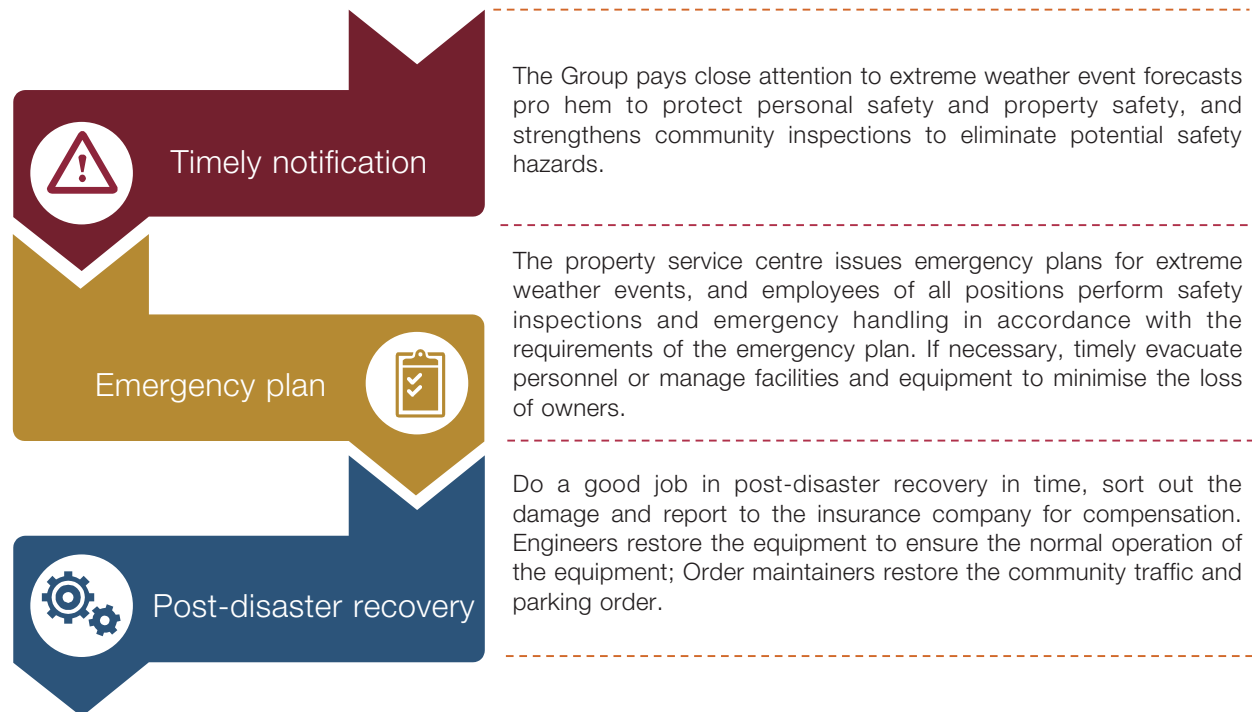 Timely notification
The Group pays close attention to extreme weather event forecasts
pro hem to protect personal safety and property safety, and
strengthens community inspections to eliminate potential safety
hazards.
Emergency plan
The property service centre issues emergency plans for extreme
weather events, and employees of all positions perform safety
inspections and emergency handling in accordance with the
requirements of the emergency plan. If necessary, timely evacuate
personnel or manage facilities and equipment to minimise the loss
of owners.
Post-disaster recovery
Do a good job in post-disaster recovery in time, sort out the
damage and report to the insurance company for compensation.
Engineers restore the equipment to ensure the normal operation of
the equipment; Order maintainers restore the community traffic and
parking order.